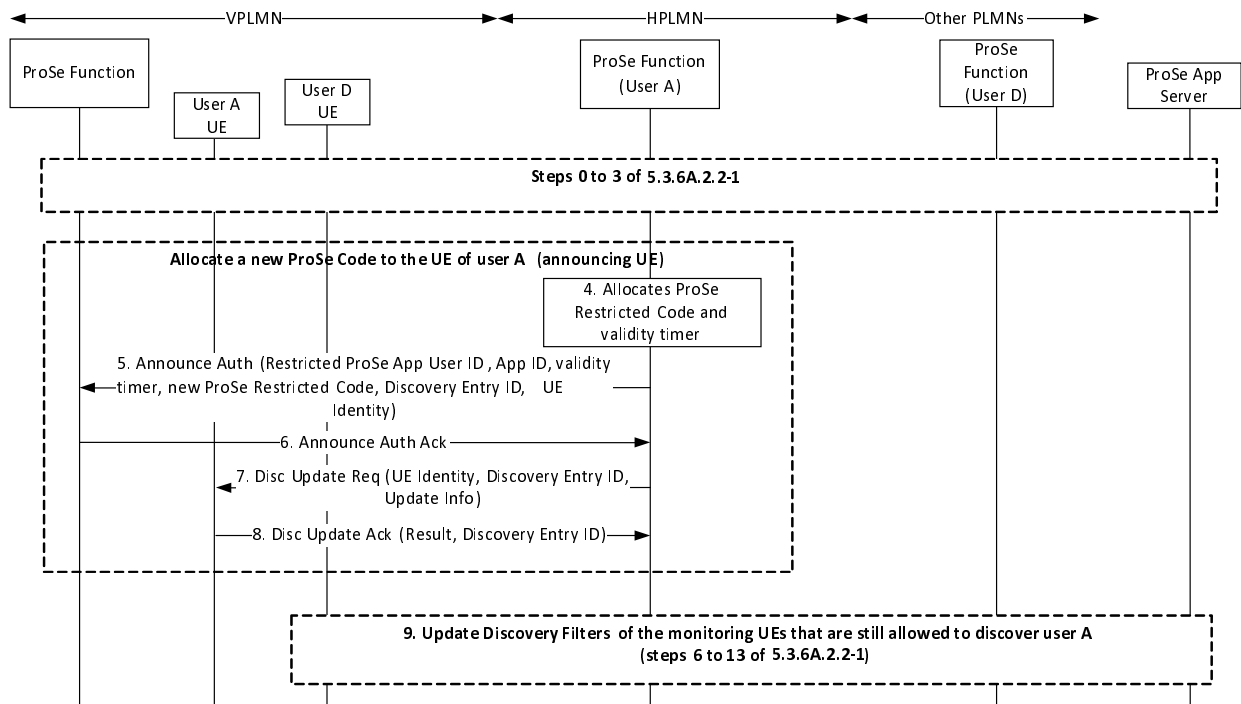 VPLMN
HPLMN
Other PLMNs
ProSe Function
User A
UE
User D
UE
ProSe Function
(User A)
ProSe
Function
(User D)
ProSe App
Server
Steps 0 to 3 of 5.3.6A.2.2-1
Allocate a new ProSe Code to the UE of user A (announcing UE)
4. Allocates ProSe
Restricted Code and
validity timer
5. Announce Auth (Restricted ProSe App User ID, App ID, validity
timer, new ProSe Restricted Code, Discovery Entry ID, UE
Identity)
6. Announce Auth Ack
7. Disc Update Req (UE Identity, Discovery Entry ID,
Update Info)
8. Disc Update Ack (Result, Discovery Entry ID)
9. Update Discovery Filters of the monitoring UEs that are still allowed to discover user A
(steps 6 to 13 of 5.3.6A.2.2-1)